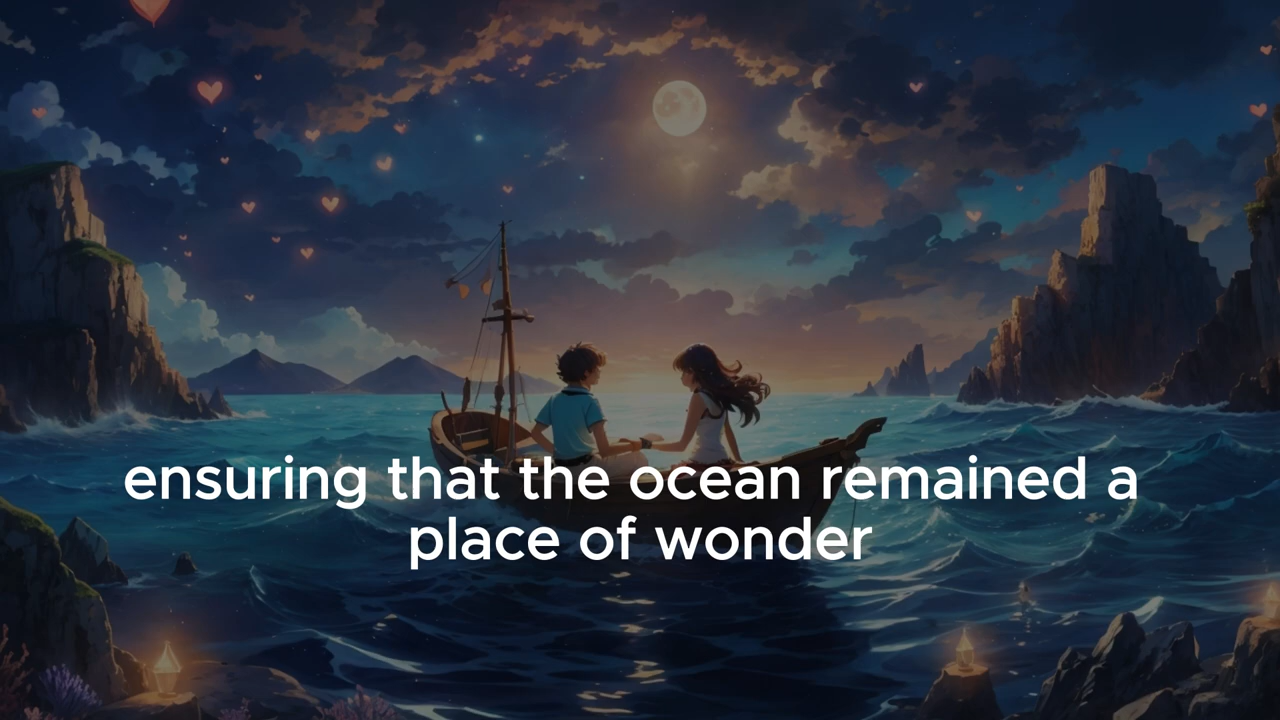 ensuring that the ocean remained a
place of wonder